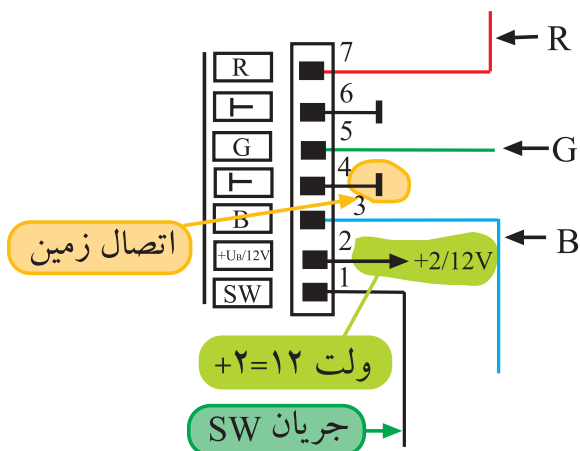 R
7
R
6
5
G
G
4
3
B
B
اتصال زمین
+UB/12V
2
+2/12V
SW
1
+۲=۱۲ ولت
جریان SW